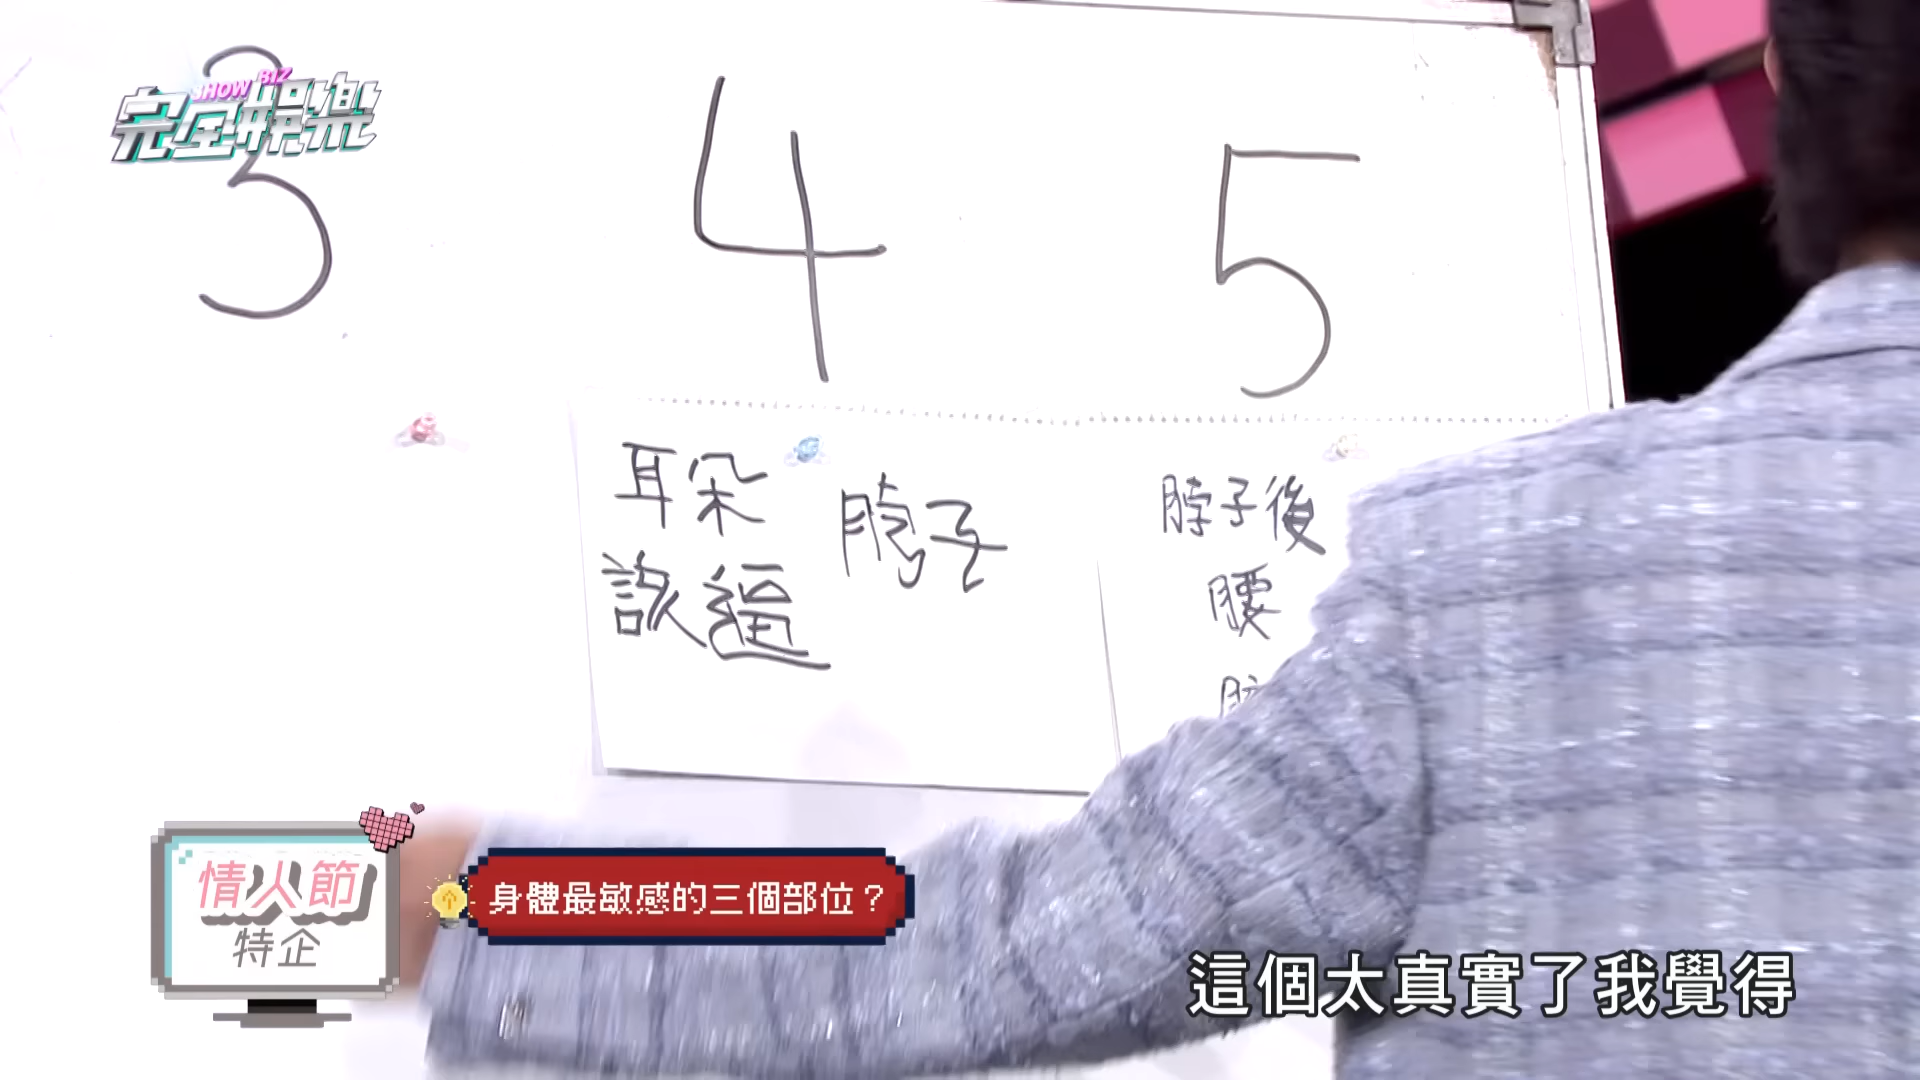 SHOW BIZ
完全娛樂
3
4
5
耳朵
脖子
該邊
脖子後
腰
情人節
特企
身體最敏感的三個部位?
這個太真實了我覺得